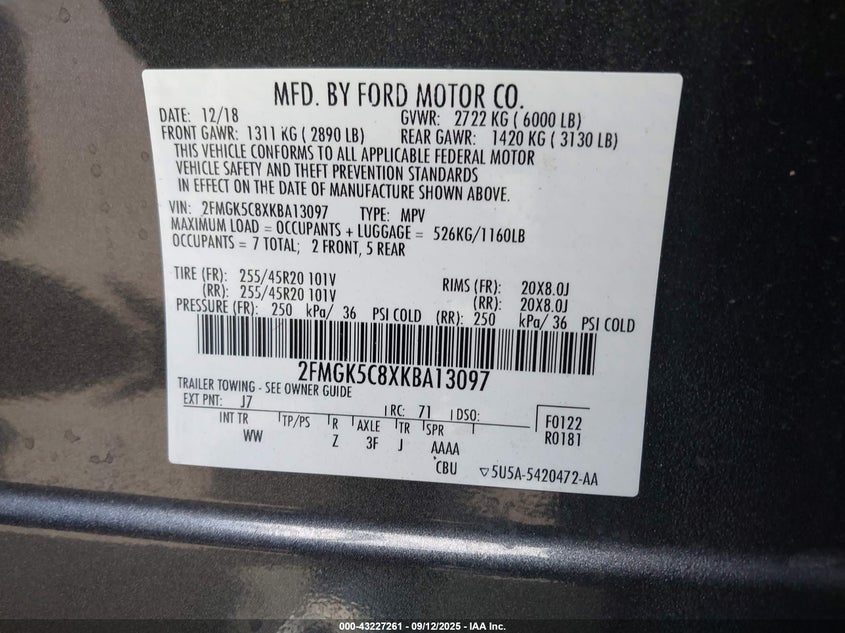 MFD. BY FORD MOTOR CO.
DATE: 12/18 GVWR: 2722 KG ( 6000 LB)
FRONT GAWR: 1311 KG ( 2890 LB) REAR GAWR: 1420 KG ( 3130 LB)
THIS VEHICLE CONFORMS TO ALL APPLICABLE FEDERAL MOTOR
VEHICLE SAFETY AND THEFT PREVENTION STANDARDS
IN EFFECT ON THE DATE OF MANUFACTURE SHOWN ABOVE.
VIN: 2FMGK5C8XKBA13097 TYPE: MPV
MAXIMUM LOAD = OCCUPANTS + LUGGAGE = 526KG/1160LB
OCCUPANTS = 7 TOTAL; 2 FRONT, 5 REAR
TIRE (FR): 255/45R20 101V RIMS (FR): 20X8.0J
(RR): 255/45R20 101V (RR): 20X8.0J
PRESSURE (FR): 250 kPa/ 36 PSI COLD (RR): 250 kPa/ 36 PSI COLD
2FMGK5C8XKBA13097
TRAILER TOWING - SEE OWNER GUIDE
EXT PNT: J7 RC: 71 DSO: F0122
INT TR TP/PS R AXLE TR SPR R0181
WW Z 3F J AAAA
CBU ▽5U5A-5420472-AA
000-43227261 - 09/12/2025 - IAA Inc.